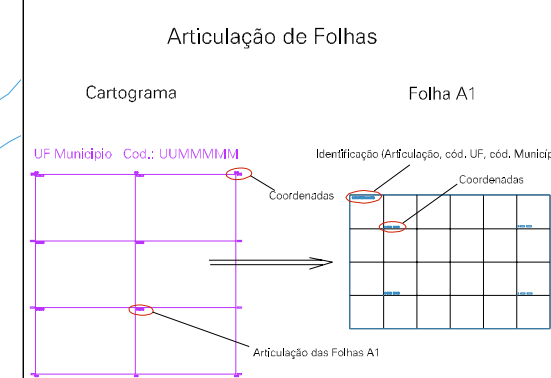 Articulação de Folhas
Cartograma
Folha A1
UF Municipio Cod.: UUMMMMM
Identificação (Articulação, cód. UF, cód. Municíp
Coordenadas
Coordenadas
Articulação das Folhas A1